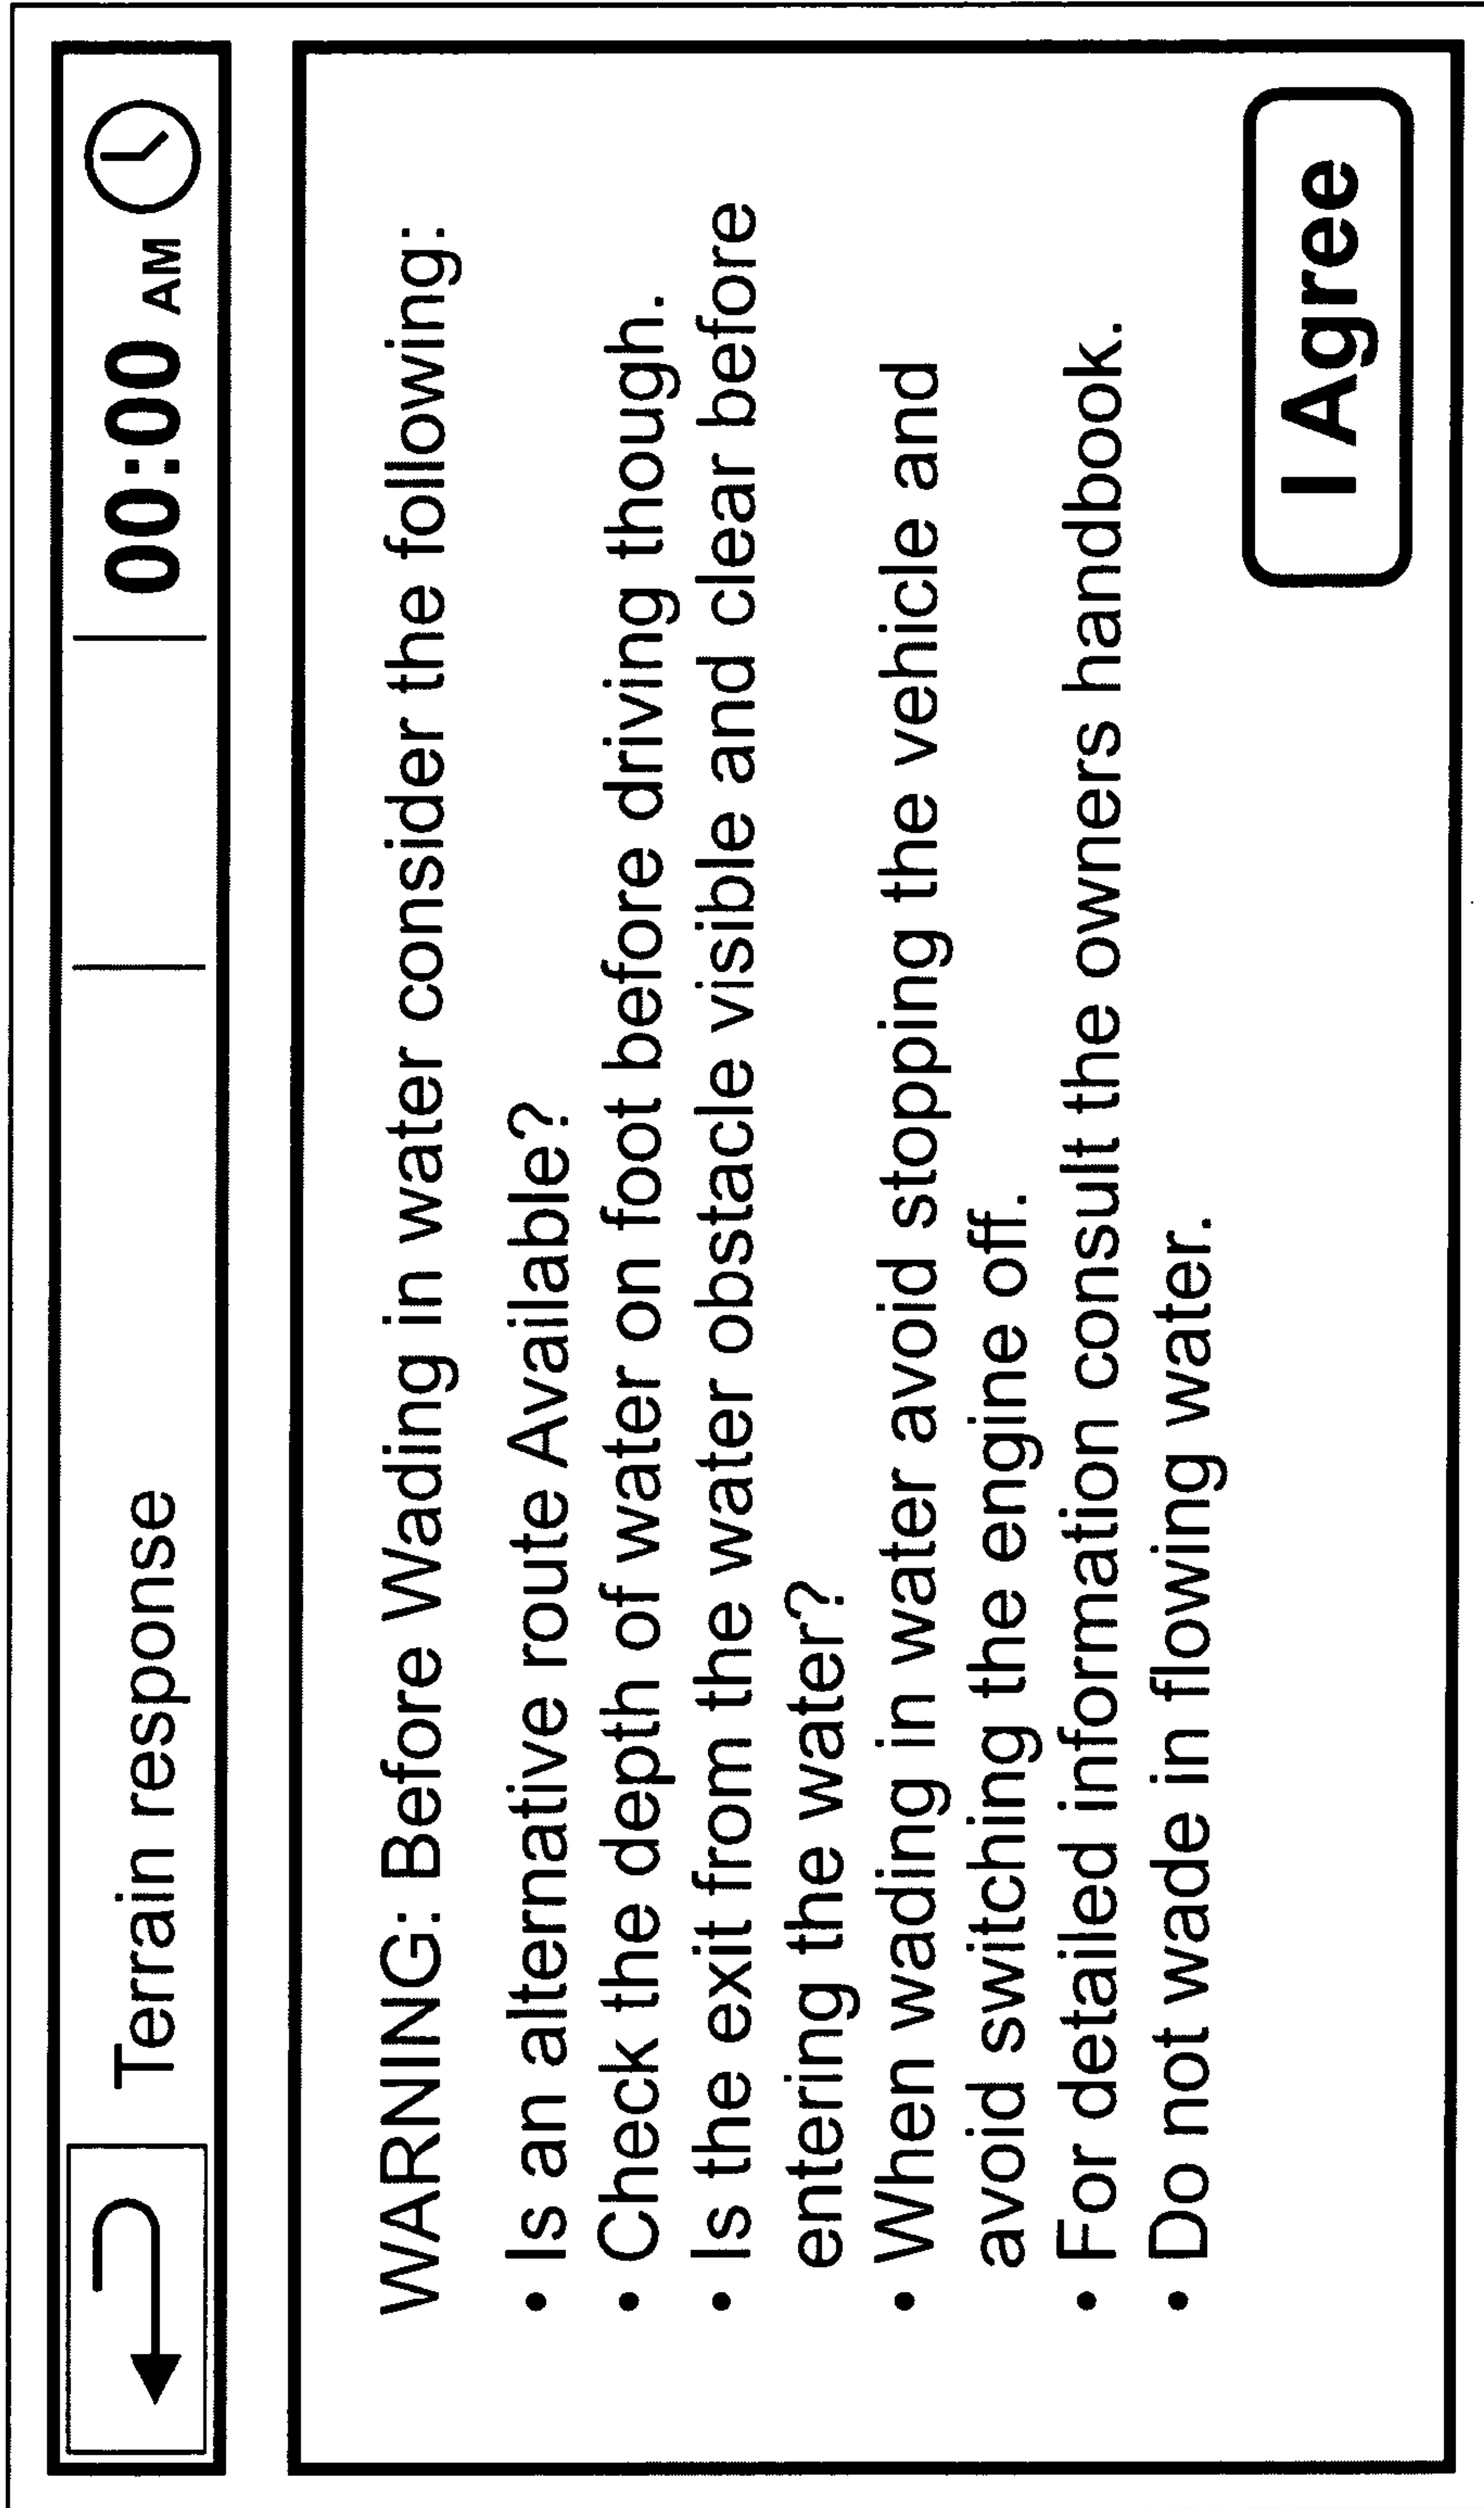 Terrain response
00:00 AM
WARNING: Before Wading in water consider the following:
• Is an alternative route Available?
• Check the depth of water on foot before driving though.
• Is the exit from the water obstacle visible and clear before
entering the water?
• When wading in water avoid stopping the vehicle and
avoid switching the engine off.
• For detailed information consult the owners handbook.
• Do not wade in flowing water.
I Agree